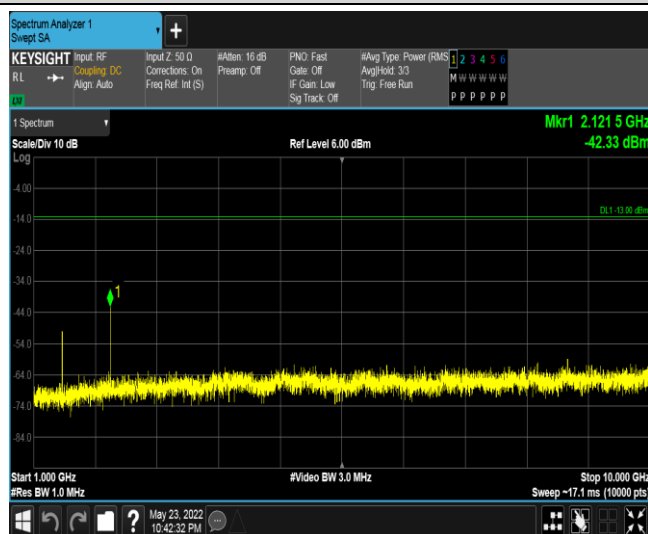 Spectrum Analyzer 1
Swept SA
KEYSIGHT
RL
LXI
Input: RF
Coupling: DC
Align: Auto
Input Z: 50 Ω
Corrections: On
Freq Ref: Int (S)
#Atten: 16 dB
Preamp: Off
PNO: Fast
Gate: Off
IF Gain: Low
Sig Track: Off
#Avg Type: Power (RMS
Avg|Hold: 3/3
Trig: Free Run
1 2 3 4 5 6
M W W W W W
P P P P P P
1 Spectrum
Scale/Div 10 dB
Log
Ref Level 6.00 dBm
Mkr1 2.121 5 GHz
-42.33 dBm
DL1 -13.00 dBm
-4.00
-14.0
-24.0
-34.0
1
-44.0
-54.0
-64.0
-74.0
-84.0
Start 1.000 GHz
#Res BW 1.0 MHz
#Video BW 3.0 MHz
Stop 10.000 GHz
Sweep ~17.1 ms (10000 pts)
May 23, 2022
10:42:32 PM